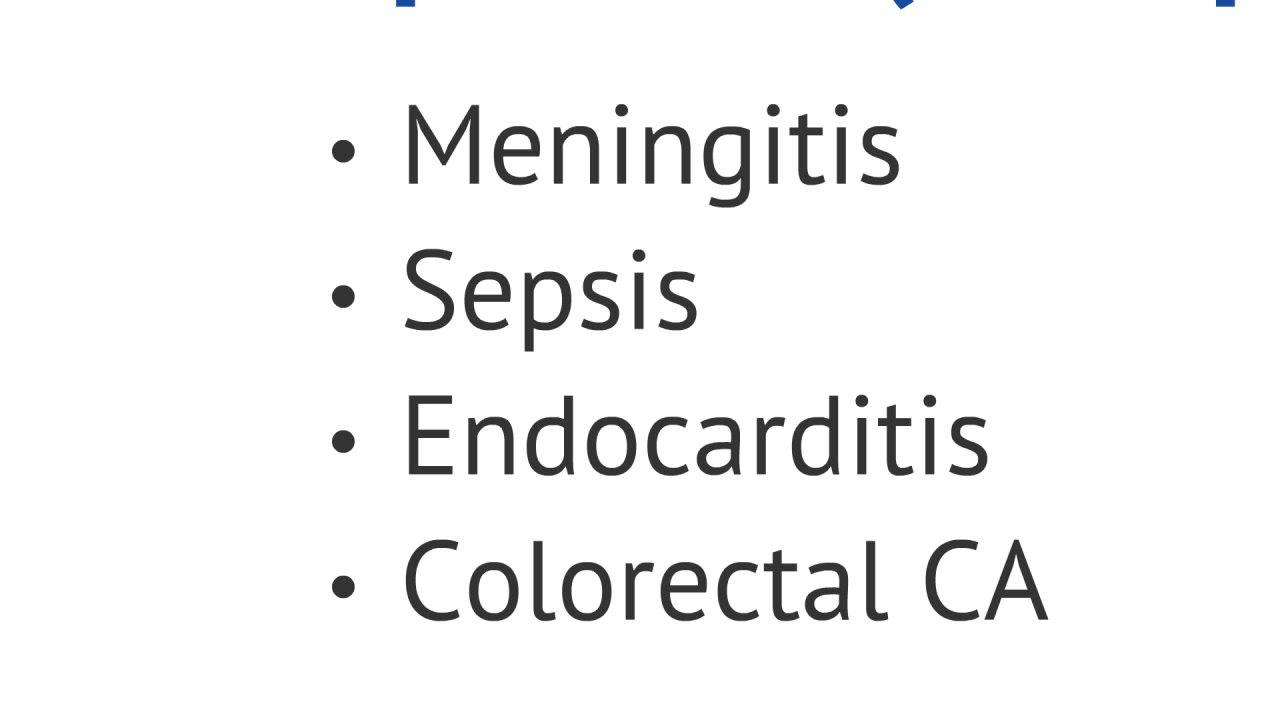 • Meningitis
• Sepsis
• Endocarditis
• Colorectal CA